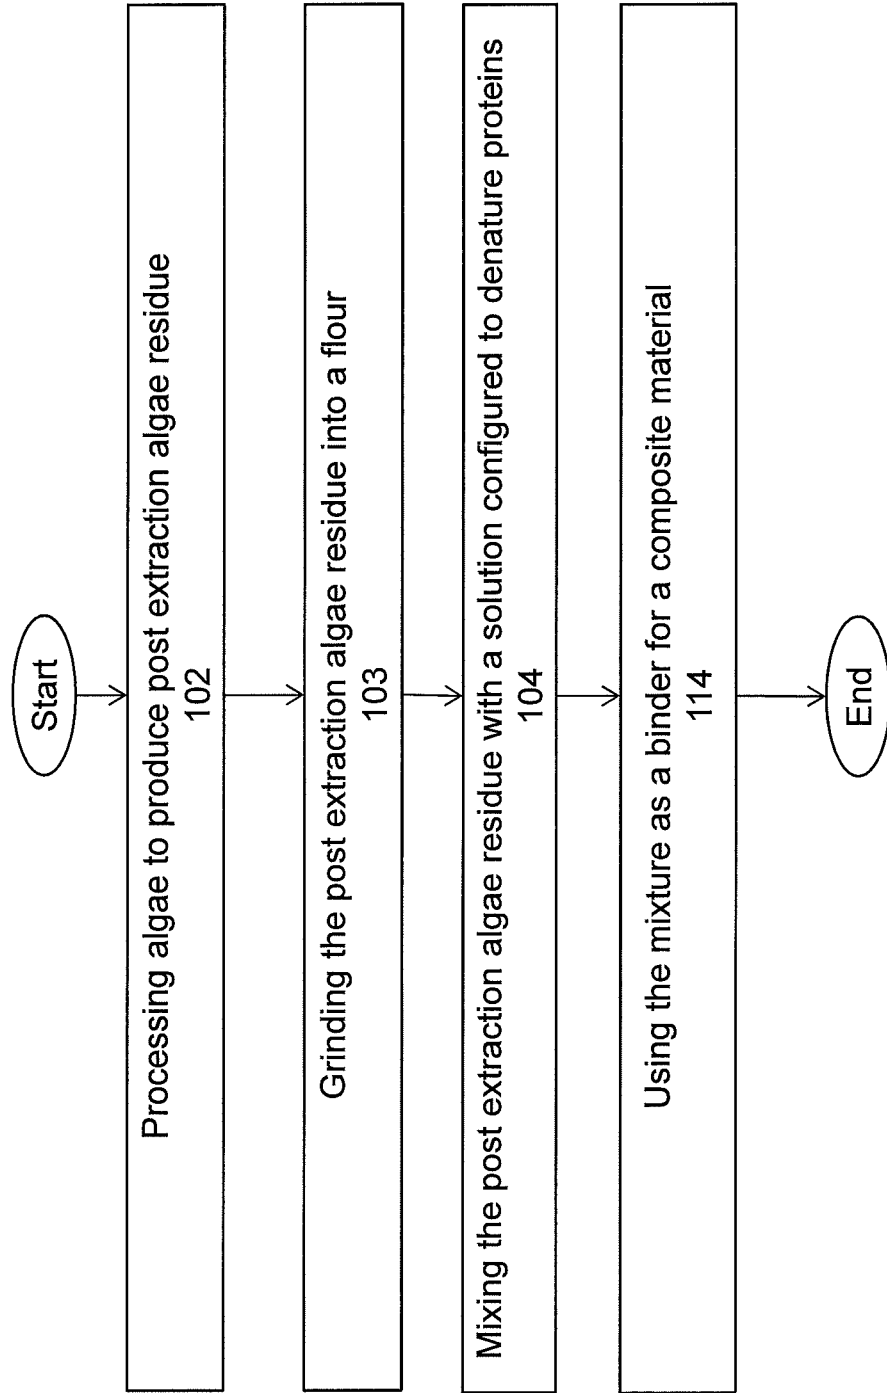 Start
Processing algae to produce post extraction algae residue
102
Grinding the post extraction algae residue into a flour
103
Mixing the post extraction algae residue with a solution configured to denature proteins
104
Using the mixture as a binder for a composite material
114
End